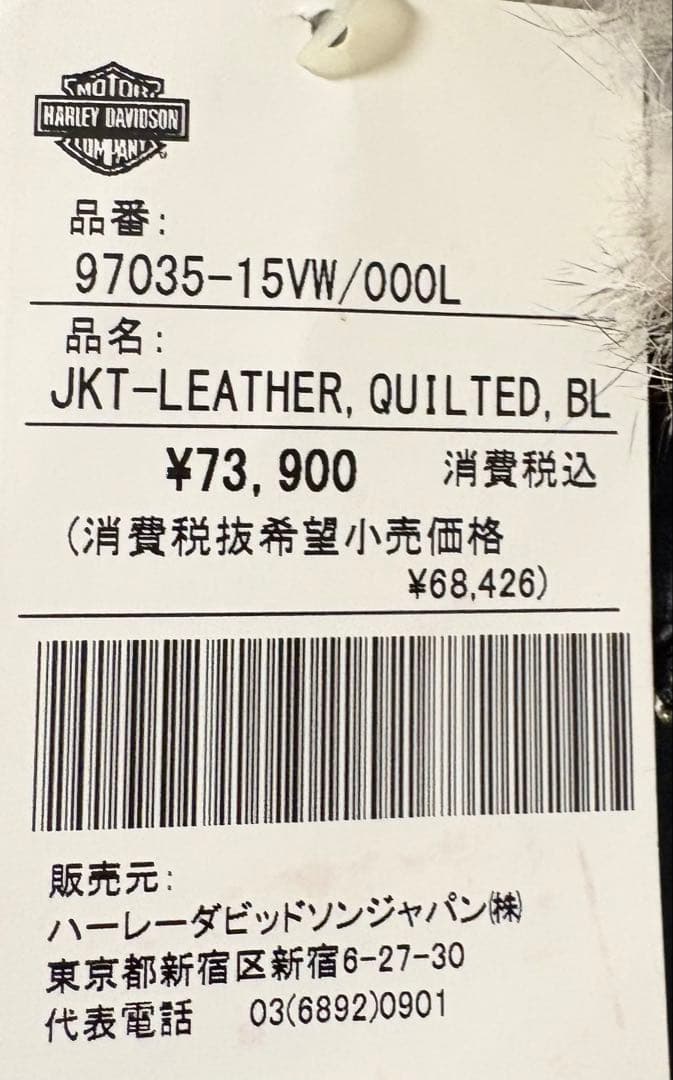 MOTOR
HARLEY DAVIDSON
COMPANY
品番:
97035-15VW/000L
品名:
JKT-LEATHER, QUILTED, BL
¥73,900 消費税込
(消費税抜希望小売価格
¥68,426)
販売元:
ハーレーダビッドソンジャパン㈱
東京都新宿区新宿6-27-30
代表電話 03(6892)0901